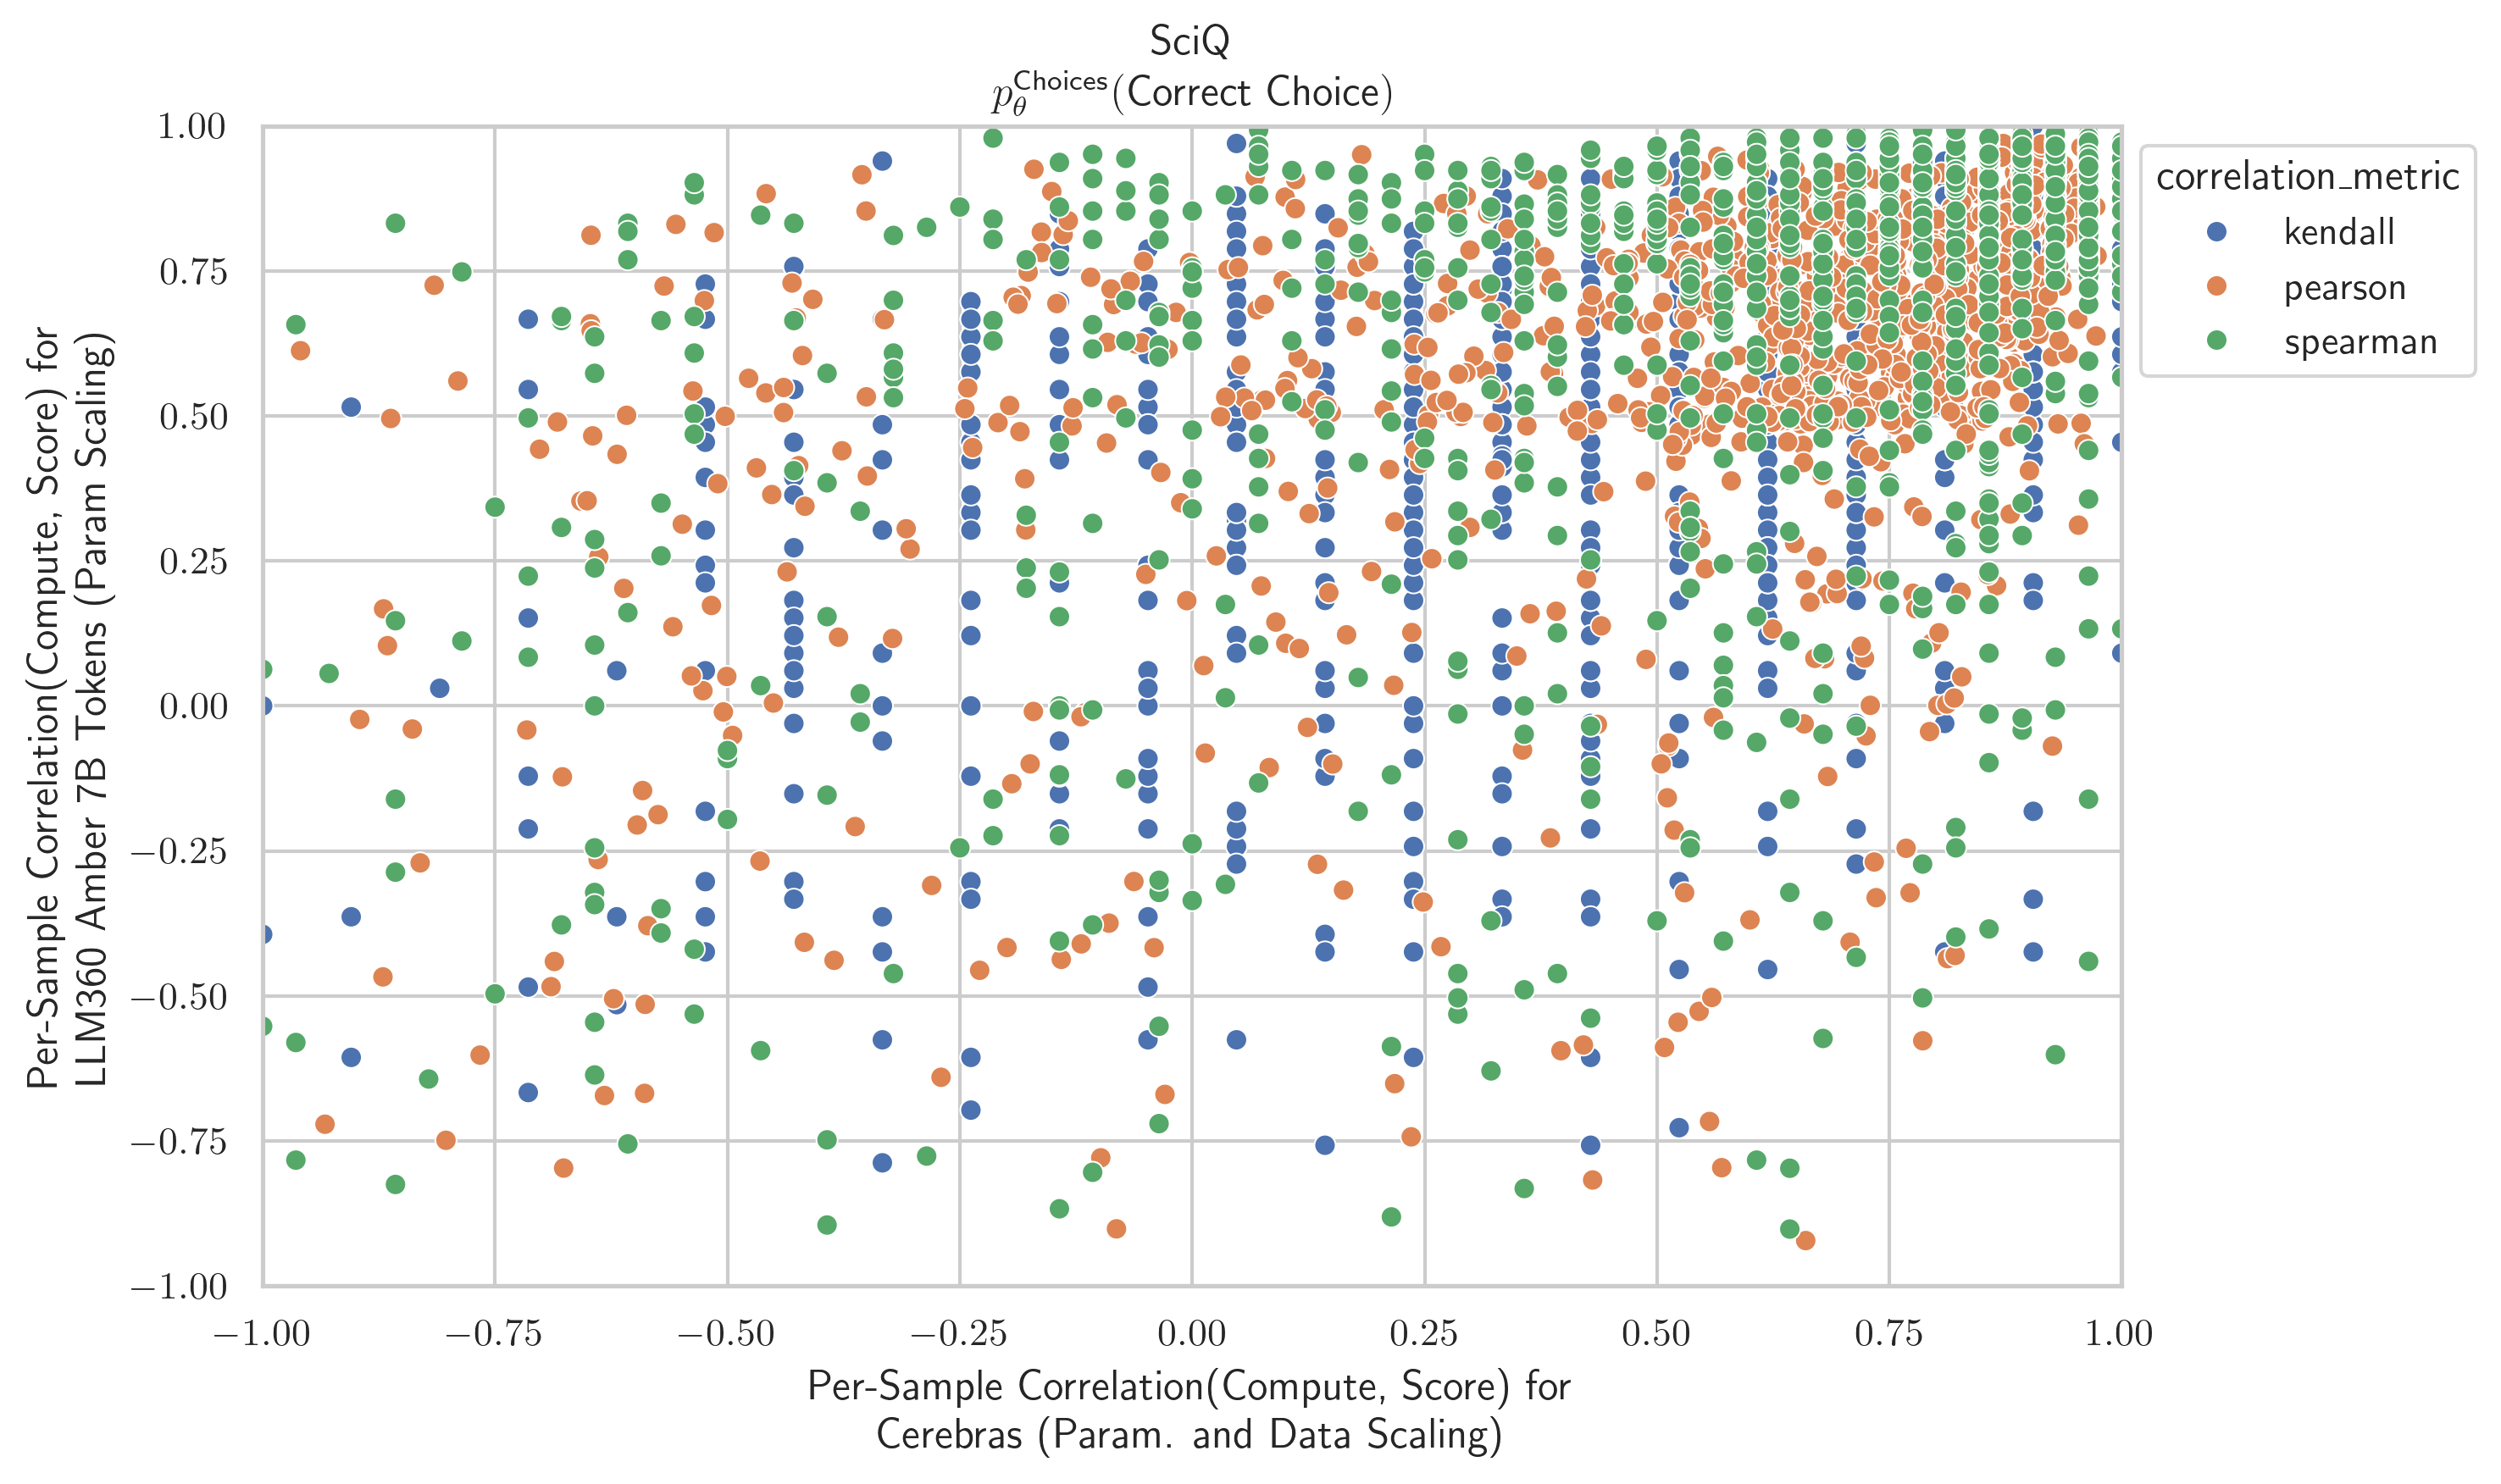 SciQ
p_θ^Choices(Correct Choice)
1.00
0.75
0.50
0.25
0.00
−0.25
−0.50
−0.75
−1.00
Per-Sample Correlation(Compute, Score) for
LLM360 Amber 7B Tokens (Param Scaling)
−1.00 −0.75 −0.50 −0.25 0.00 0.25 0.50 0.75 1.00
Per-Sample Correlation(Compute, Score) for
Cerebras (Param. and Data Scaling)
correlation_metric
kendall
pearson
spearman